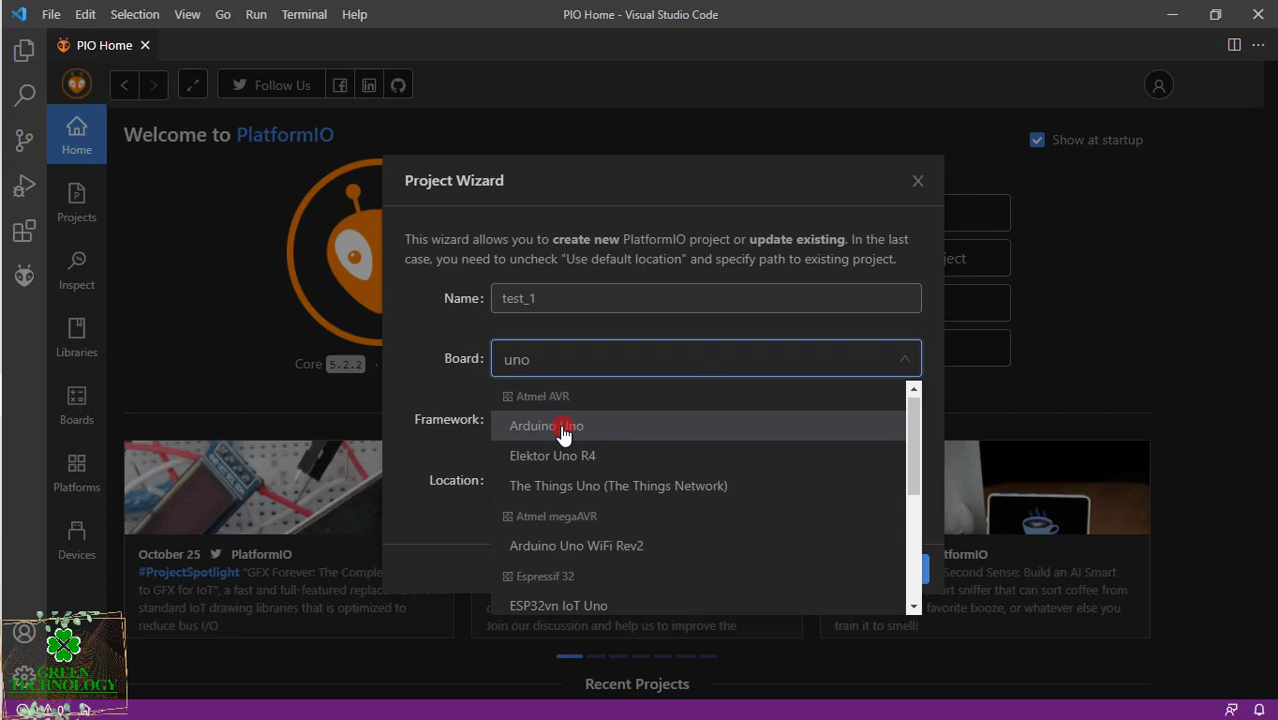 File Edit Selection View Go Run Terminal Help PIO Home - Visual Studio Code
PIO Home
Follow Us
Home
Projects
Inspect
Libraries
Boards
Platforms
Devices
Welcome to PlatformIO
Show at startup
Core 5.2.2 ·
ject
Project Wizard
This wizard allows you to create new PlatformIO project or update existing. In the last
case, you need to uncheck "Use default location" and specify path to existing project.
Name: test_1
Board: uno
Framework:
Location:
Atmel AVR
Arduino Uno
Elektor Uno R4
The Things Uno (The Things Network)
Atmel megaAVR
Arduino Uno WiFi Rev2
Espressif 32
ESP32vn IoT Uno
October 25 PlatformIO
#ProjectSpotlight "GFX Forever: The Comple
to GFX for IoT", a fast and full-featured replace
standard IoT drawing libraries that is optimized to
reduce bus I/O
Join our discussion and help us to improve the
atformIO
Second Sense: Build an AI Smart
t sniffer that can sort coffee from
favorite booze, or whatever else you
train it to smell!
Recent Projects
GREEN
TECHNOLOGY